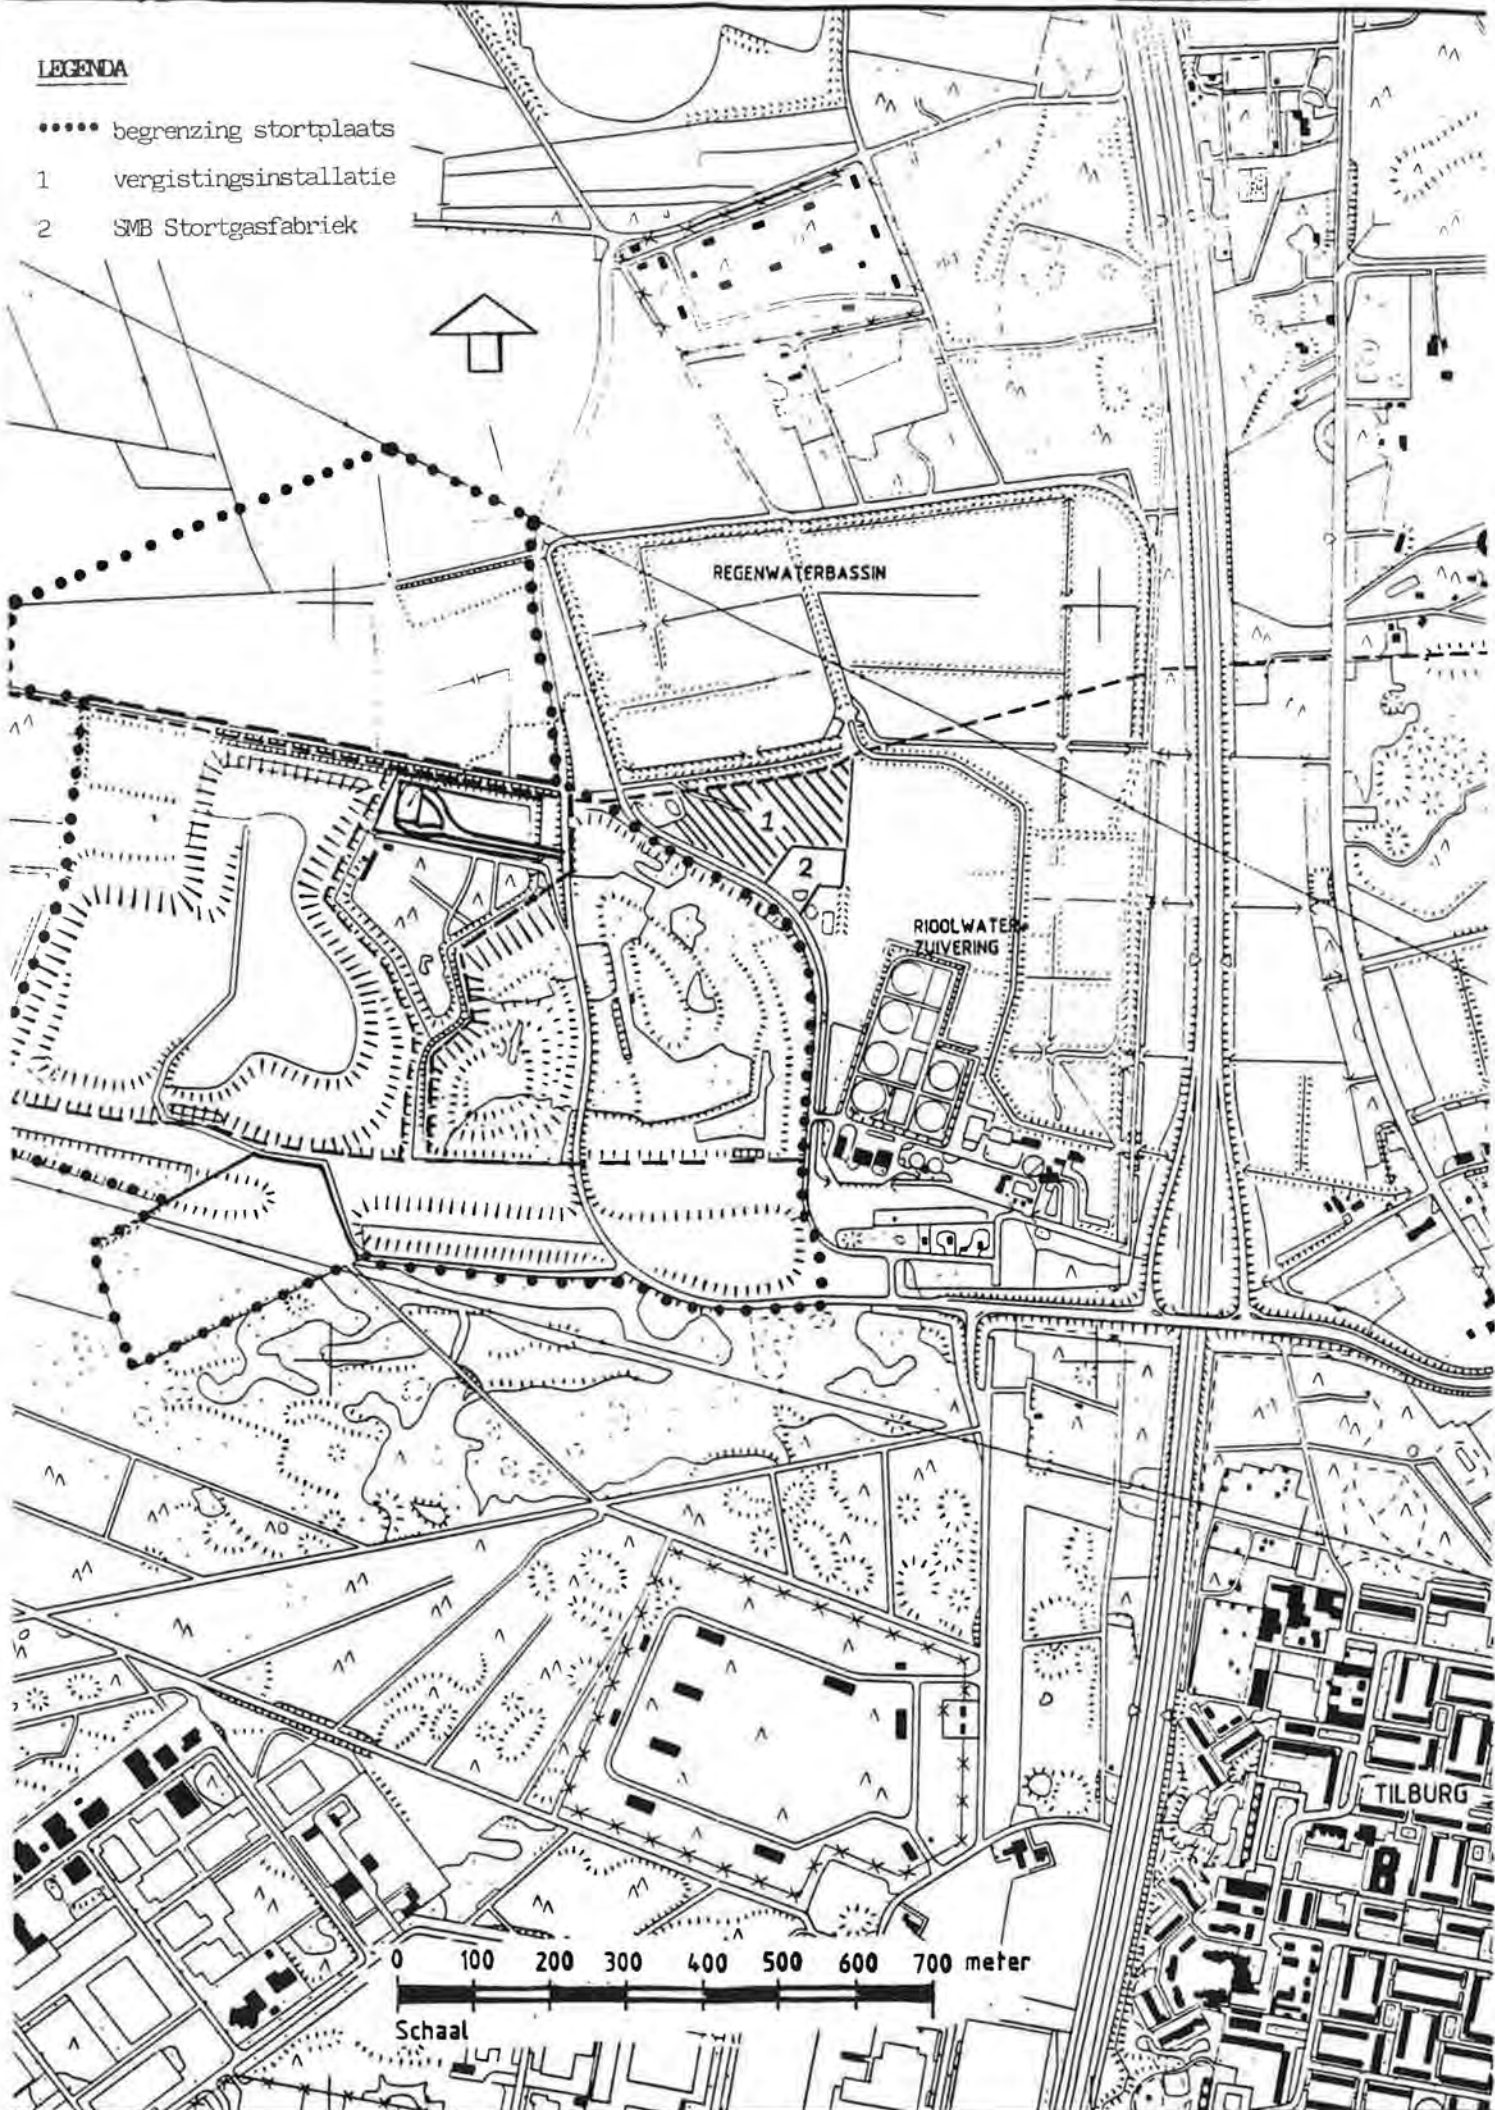 LEGENDA
begrenzing stortplaats
1 vergistingsinstallatie
2 SMB Stortgasfabriek
REGENWATERBASSIN
1
2
RIOOLWATER
ZUIVERING
TILBURG
0 100 200 300 400 500 600 700 meter
Schaal